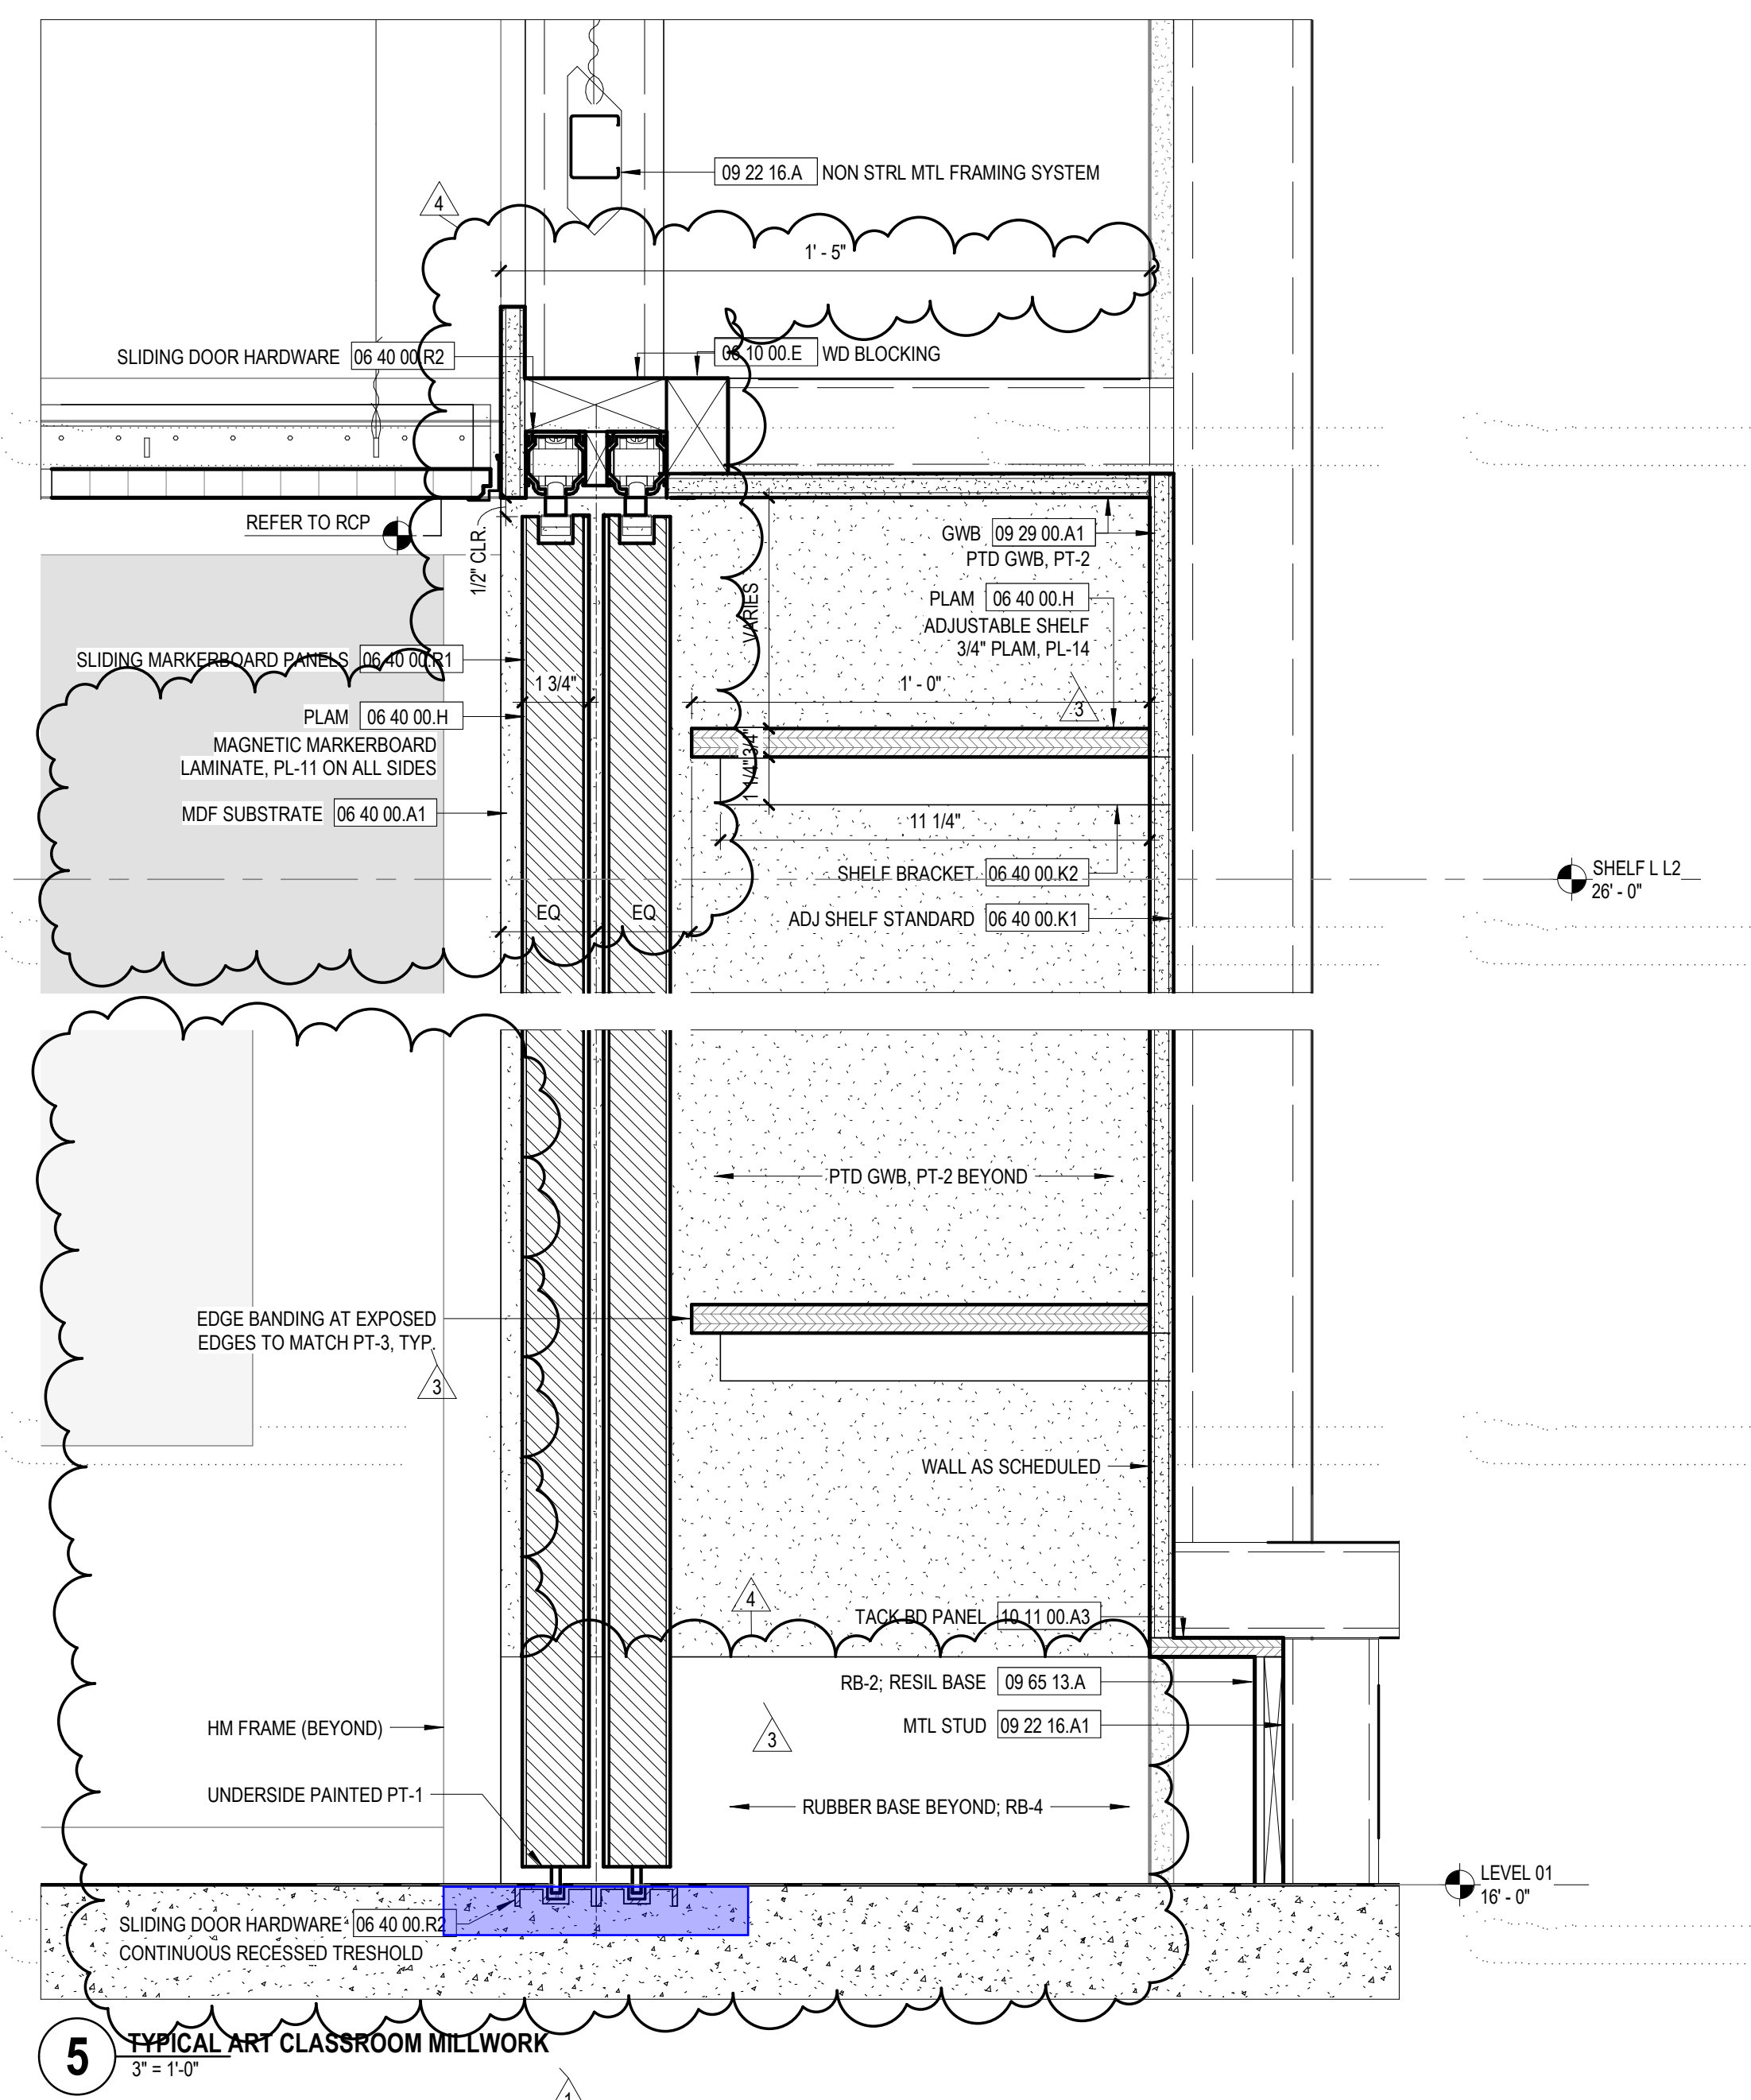 09 22 16.A NON STRL MTL FRAMING SYSTEM
4
1' - 5"
SLIDING DOOR HARDWARE 06 40 00.R2
06 10 00.E WD BLOCKING
REFER TO RCP
1/2" CLR.
GWB 09 29 00.A1
PTD GWB, PT-2
VARIES
PLAM 06 40 00.H
ADJUSTABLE SHELF
3/4" PLAM, PL-14
SLIDING MARKERBOARD PANELS 06 40 00.R1
1 3/4"
1' - 0"
3
PLAM 06 40 00.H
MAGNETIC MARKERBOARD
LAMINATE, PL-11 ON ALL SIDES
3/4"
1 1/4"
MDF SUBSTRATE 06 40 00.A1
11 1/4"
SHELF BRACKET 06 40 00.K2
SHELF L L2
26' - 0"
EQ EQ
ADJ SHELF STANDARD 06 40 00.K1
PTD GWB, PT-2 BEYOND
EDGE BANDING AT EXPOSED
EDGES TO MATCH PT-3, TYP.
3
WALL AS SCHEDULED
4
TACK BD PANEL 10 11 00.A3
RB-2; RESIL BASE 09 65 13.A
HM FRAME (BEYOND)
MTL STUD 09 22 16.A1
3
UNDERSIDE PAINTED PT-1
RUBBER BASE BEYOND; RB-4
LEVEL 01
16' - 0"
SLIDING DOOR HARDWARE 06 40 00.R2
CONTINUOUS RECESSED TRESHOLD
5 TYPICAL ART CLASSROOM MILLWORK
3" = 1'-0"
1